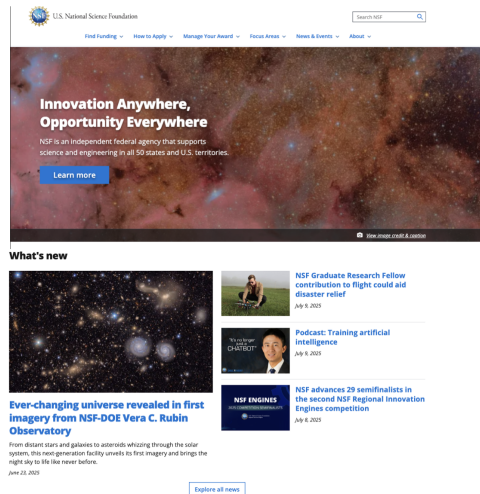 U.S. National Science Foundation
Search NSF
Find Funding
How to Apply
Manage Your Award
Focus Areas
News & Events
About
Innovation Anywhere,
Opportunity Everywhere
NSF is an independent federal agency that supports
science and engineering in all 50 states and U.S. territories.
Learn more
View image credit & caption
What's new
Ever-changing universe revealed in first
imagery from NSF-DOE Vera C. Rubin
Observatory
From distant stars and galaxies to asteroids whizzing through the solar
system, this next-generation facility unveils its first imagery and brings the
night sky to life like never before.
June 23, 2025
NSF Graduate Research Fellow
contribution to flight could aid
disaster relief
July 9, 2025
"It's no longer
just a
CHATBOT"
Podcast: Training artificial
intelligence
July 9, 2025
NSF ENGINES
NSF advances 29 semifinalists in
the second NSF Regional Innovation
Engines competition
July 8, 2025
Explore all news